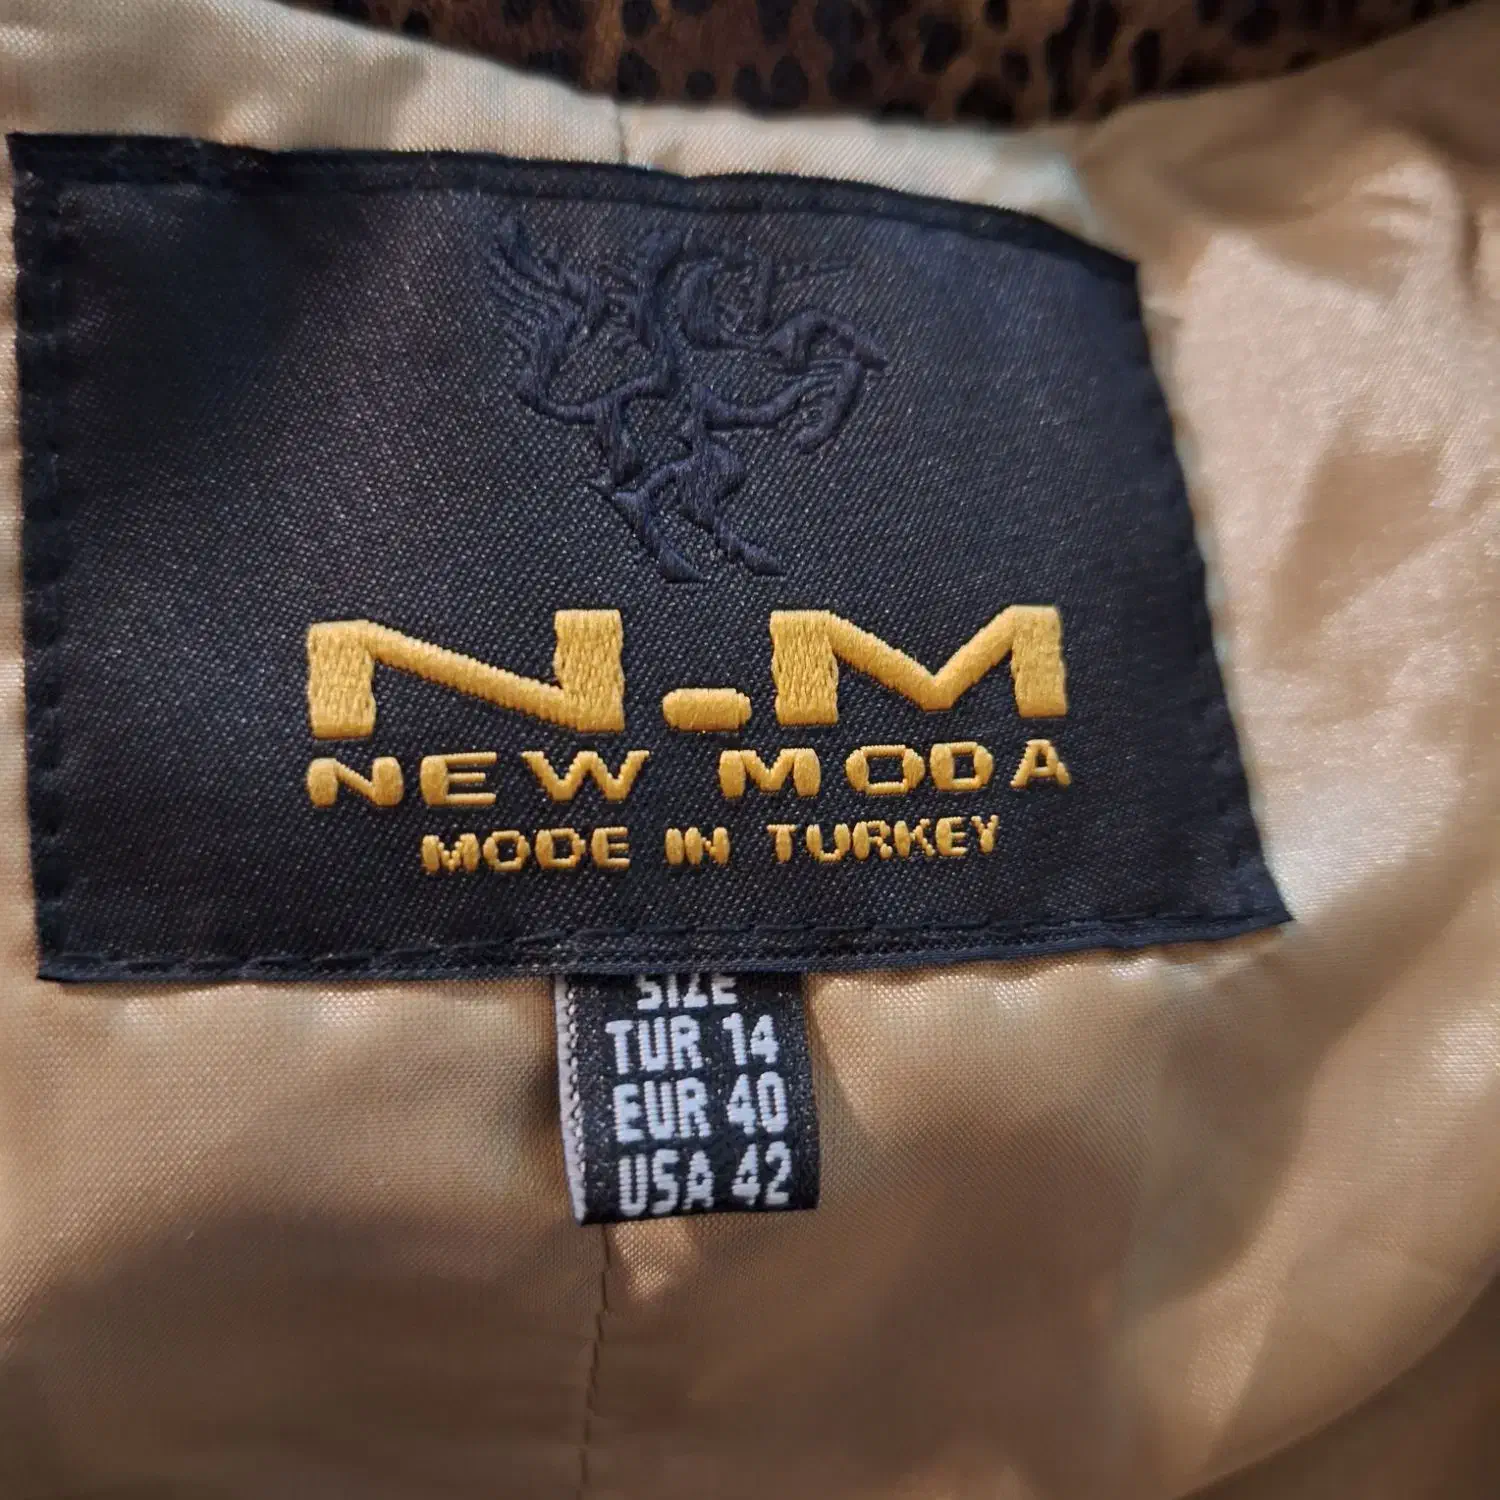 N.M
NEW MODA
MODE IN TURKEY
SIZE
TUR 14
EUR 40
USA 42